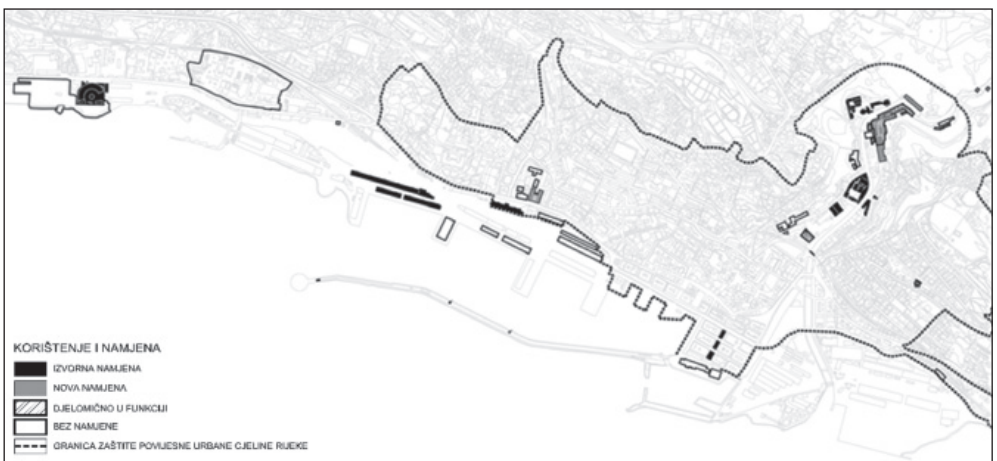 KORIŠTENJE I NAMJENA
IZVORNA NAMJENA
NOVA NAMJENA
DJELOMIČNO U FUNKCIJI
BEZ NAMJENE
GRANICA ZAŠTITE POVIJESNE URBANE CJELINE RIJEKE